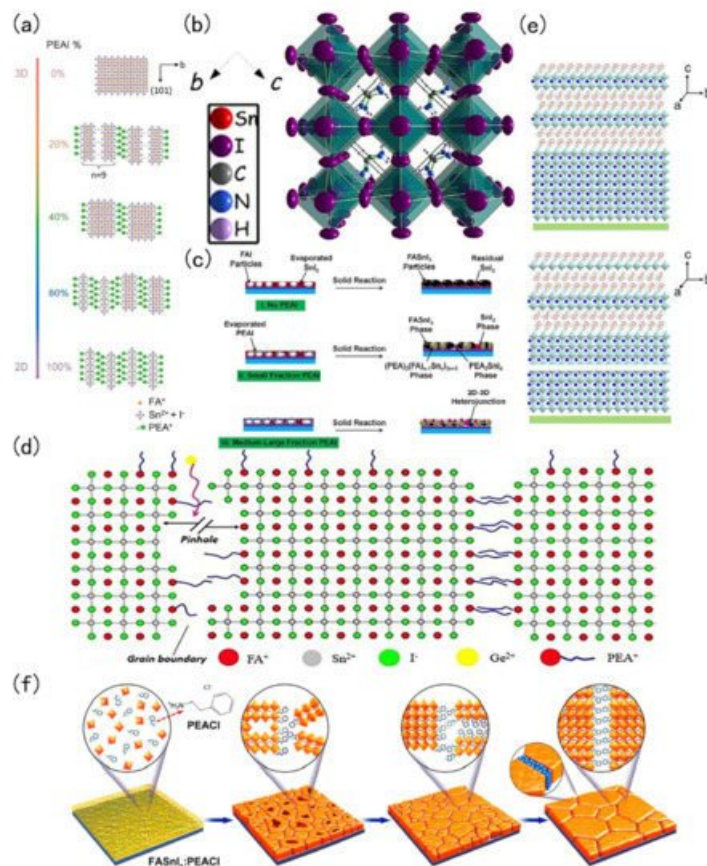 (a)
PEAI %
3D
0%
b
(101)
20%
n=9
40%
60%
2D
100%
FA⁺
Sn²⁺ + I⁻
PEA⁺
(b)
b
c
Sn
I
C
N
H
(c)
FAI
Particles
Evaporated
SnI₂
Solid Reaction
FASnI₃
Particles
Residual
SnI₂
i. No PEAI
Evaporated
PEAI
Solid Reaction
FASnI₃
Phase
SnI₂
Phase
ii. Small Fraction PEAI
Phase
PEA₂SnI₄
Phase
Solid Reaction
2D-3D
Heterojunction
iii. Medium-Large Fraction PEAI
(e)
c
a
b
c
a
b
(d)
Pinhole
Grain boundary
FA⁺
Sn²⁺
I⁻
Ge²⁺
PEA⁺
(f)
Cl⁻
⁺H₃N
PEACl
FASnI₃:PEACl